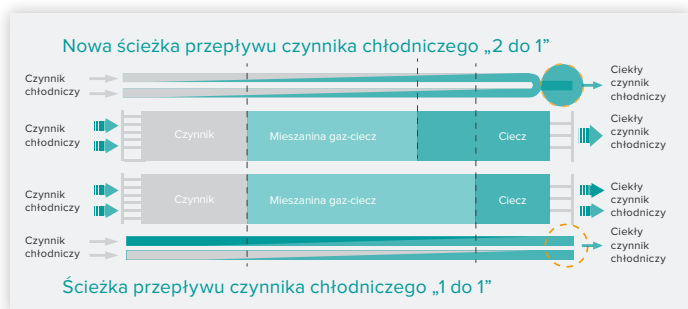 Nowa ścieżka przepływu czynnika chłodniczego „2 do 1”
Czynnik
chłodniczy
Ciekły
czynnik
chłodniczy
Czynnik
chłodniczy
Czynnik
Mieszanina gaz-ciecz
Ciecz
Ciekły
czynnik
chłodniczy
Czynnik
chłodniczy
Czynnik
Mieszanina gaz-ciecz
Ciecz
Ciekły
czynnik
chłodniczy
Czynnik
chłodniczy
Ciekły
czynnik
chłodniczy
Ścieżka przepływu czynnika chłodniczego „1 do 1”